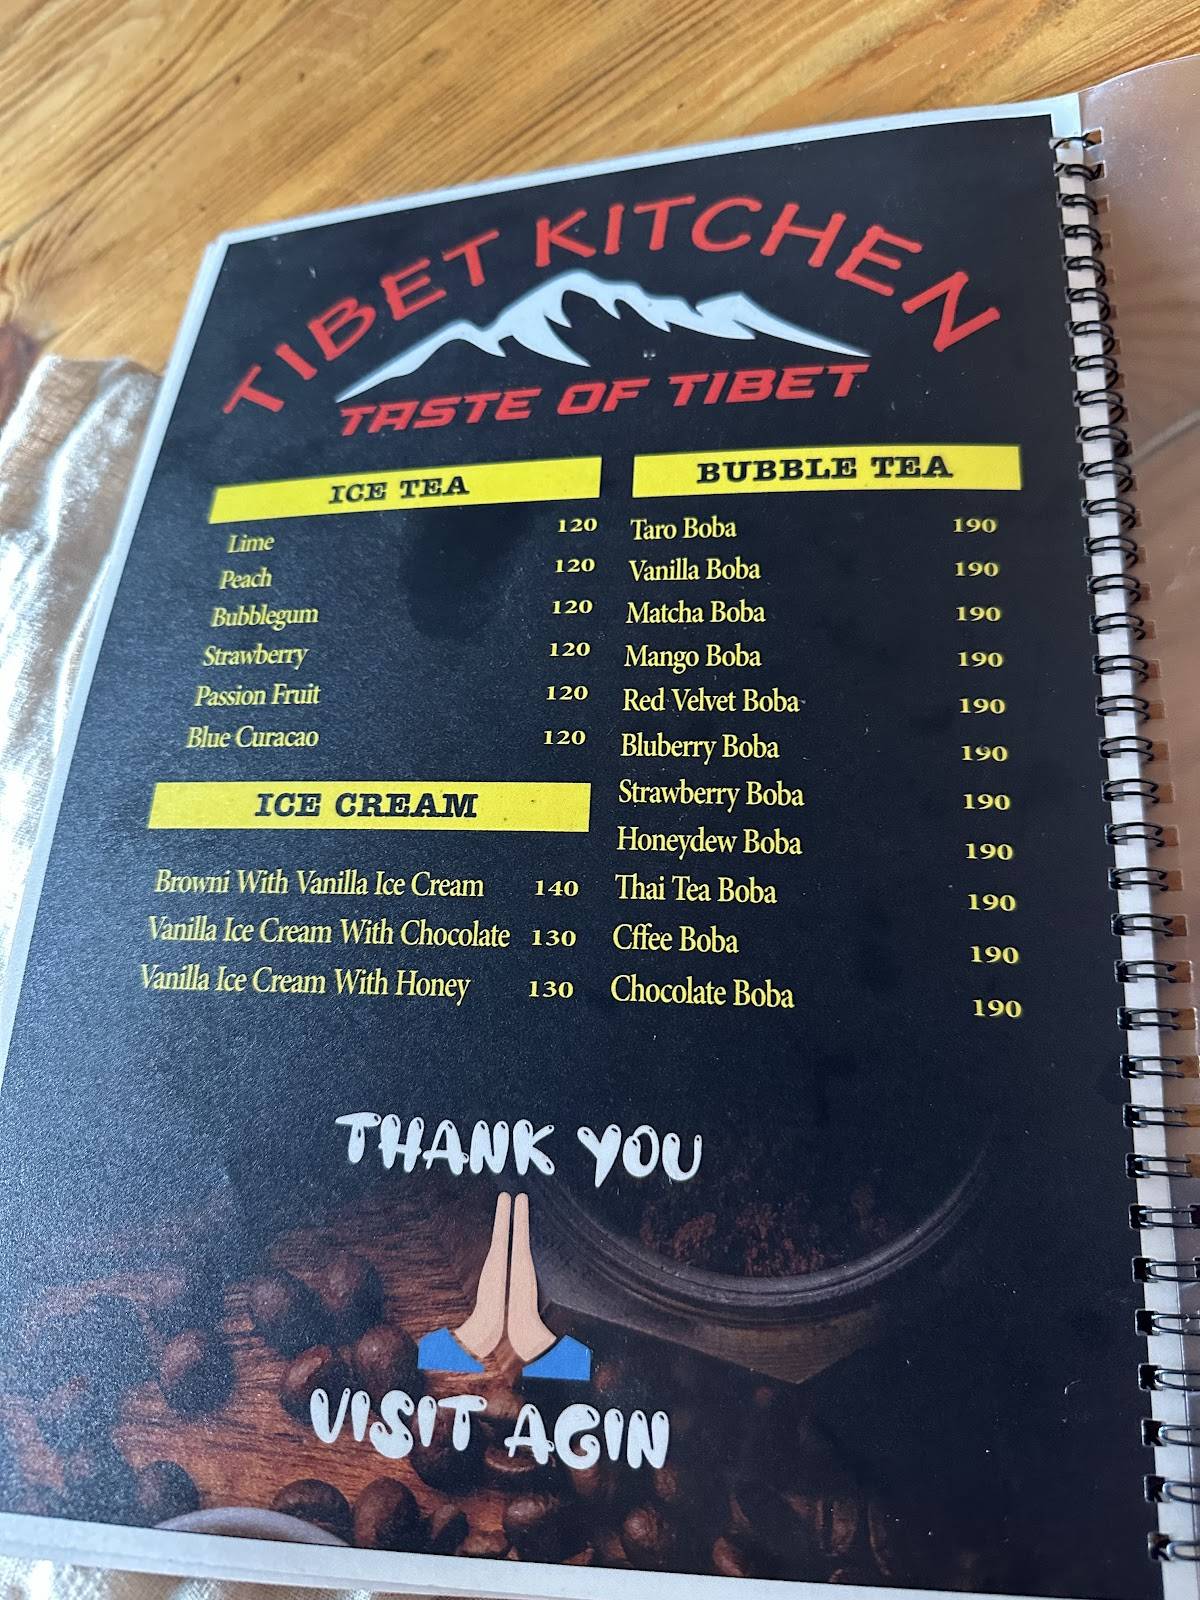 TIBET KITCHEN
TASTE OF TIBET
ICE TEA
Lime 120
Peach 120
Bubblegum 120
Strawberry 120
Passion Fruit 120
Blue Curacao 120
ICE CREAM
Browni With Vanilla Ice Cream 140
Vanilla Ice Cream With Chocolate 130
Vanilla Ice Cream With Honey 130
BUBBLE TEA
Taro Boba 190
Vanilla Boba 190
Matcha Boba 190
Mango Boba 190
Red Velvet Boba 190
Bluberry Boba 190
Strawberry Boba 190
Honeydew Boba 190
Thai Tea Boba 190
Cffee Boba 190
Chocolate Boba 190
THANK YOU
VISIT AGIN